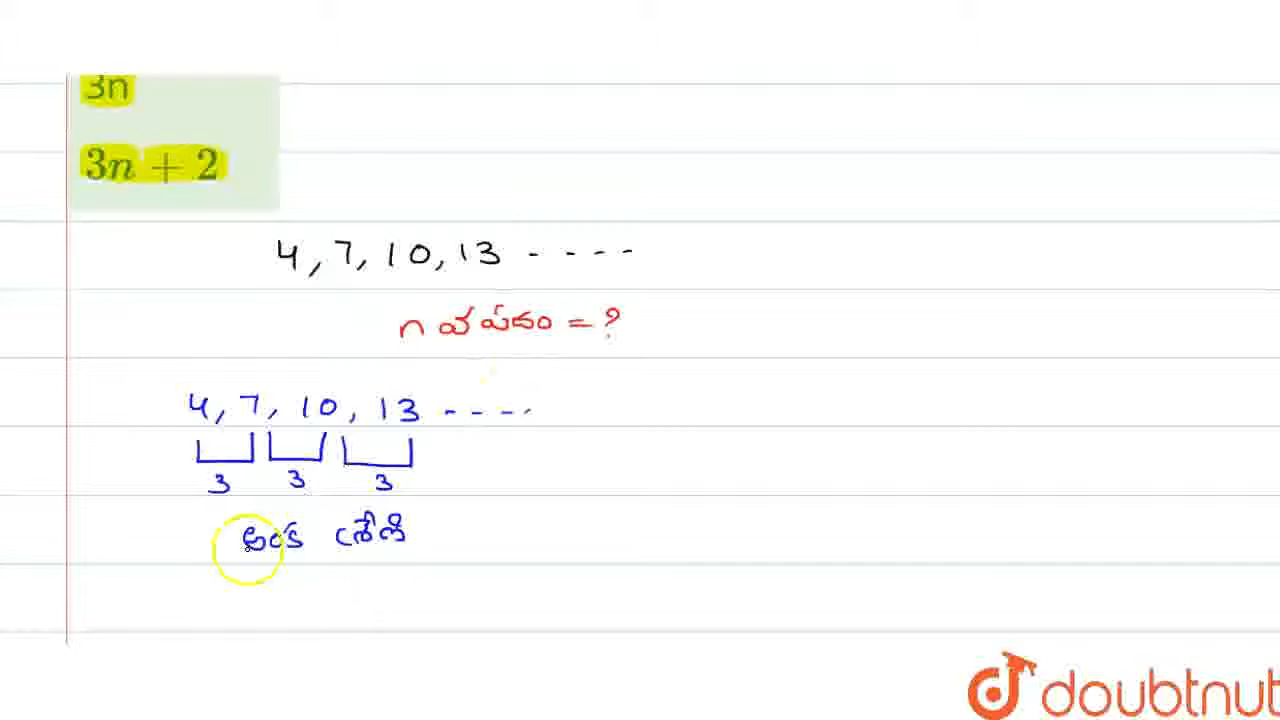 3n
3n + 2
4, 7, 10, 13 - - - -
n వ పదం = ?
4, 7, 10, 13 - - - -
3 3 3
అంక శ్రేణి
doubtnut